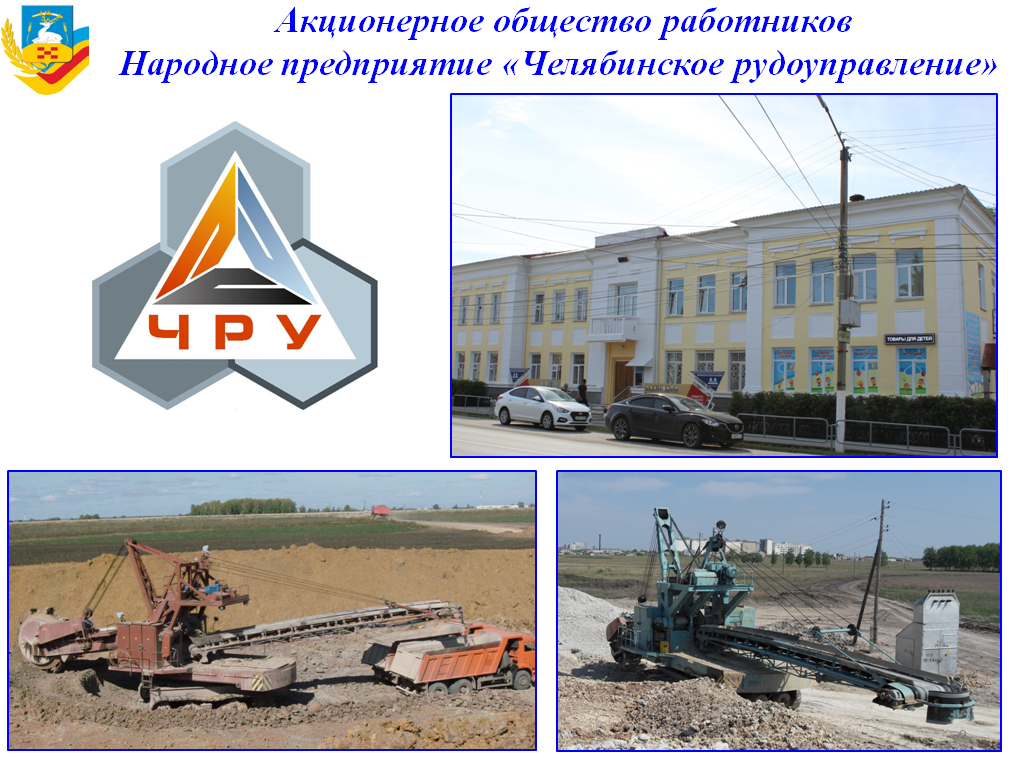 Акционерное общество работников
Народное предприятие «Челябинское рудоуправление»
ЧРУ
ТОВАРЫ ДЛЯ ДЕТЕЙ